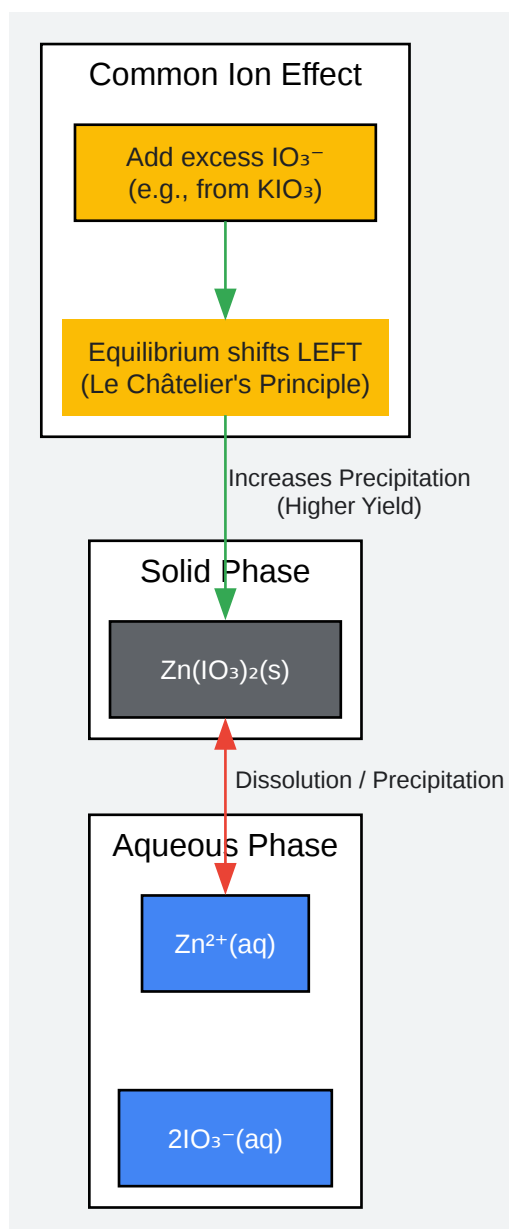 Common Ion Effect
Add excess IO₃⁻
(e.g., from KIO₃)
Equilibrium shifts LEFT
(Le Châtelier's Principle)
Increases Precipitation
(Higher Yield)
Solid Phase
Zn(IO₃)₂(s)
Dissolution / Precipitation
Aqueous Phase
Zn²⁺(aq)
2IO₃⁻(aq)